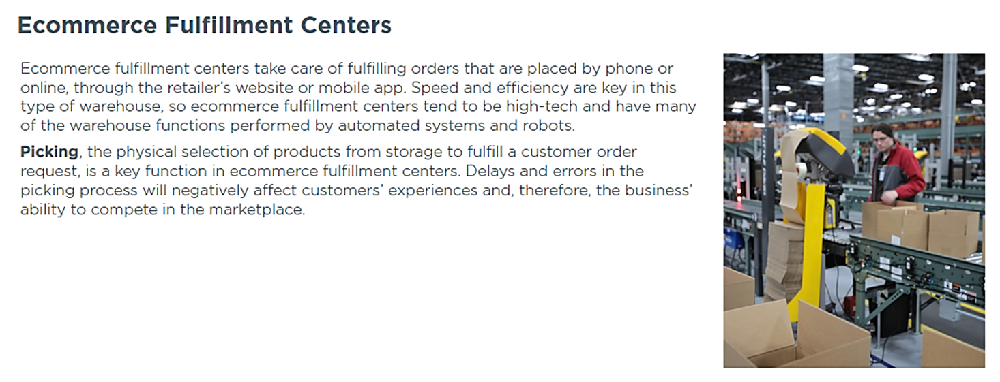 Ecommerce Fulfillment Centers
Ecommerce fulfillment centers take care of fulfilling orders that are placed by phone or
online, through the retailer’s website or mobile app. Speed and efficiency are key in this
type of warehouse, so ecommerce fulfillment centers tend to be high-tech and have many
of the warehouse functions performed by automated systems and robots.
Picking, the physical selection of products from storage to fulfill a customer order
request, is a key function in ecommerce fulfillment centers. Delays and errors in the
picking process will negatively affect customers’ experiences and, therefore, the business’
ability to compete in the marketplace.